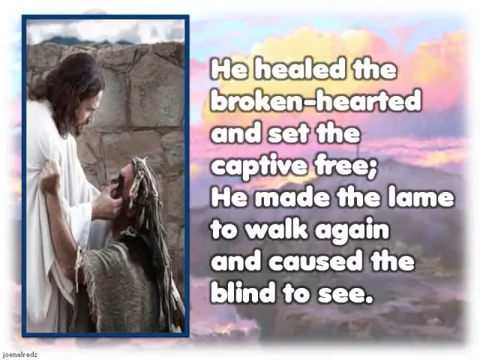 He healed the
broken-hearted
and set the
captive free;
He made the lame
to walk again
and caused the
blind to see.
joenelredz